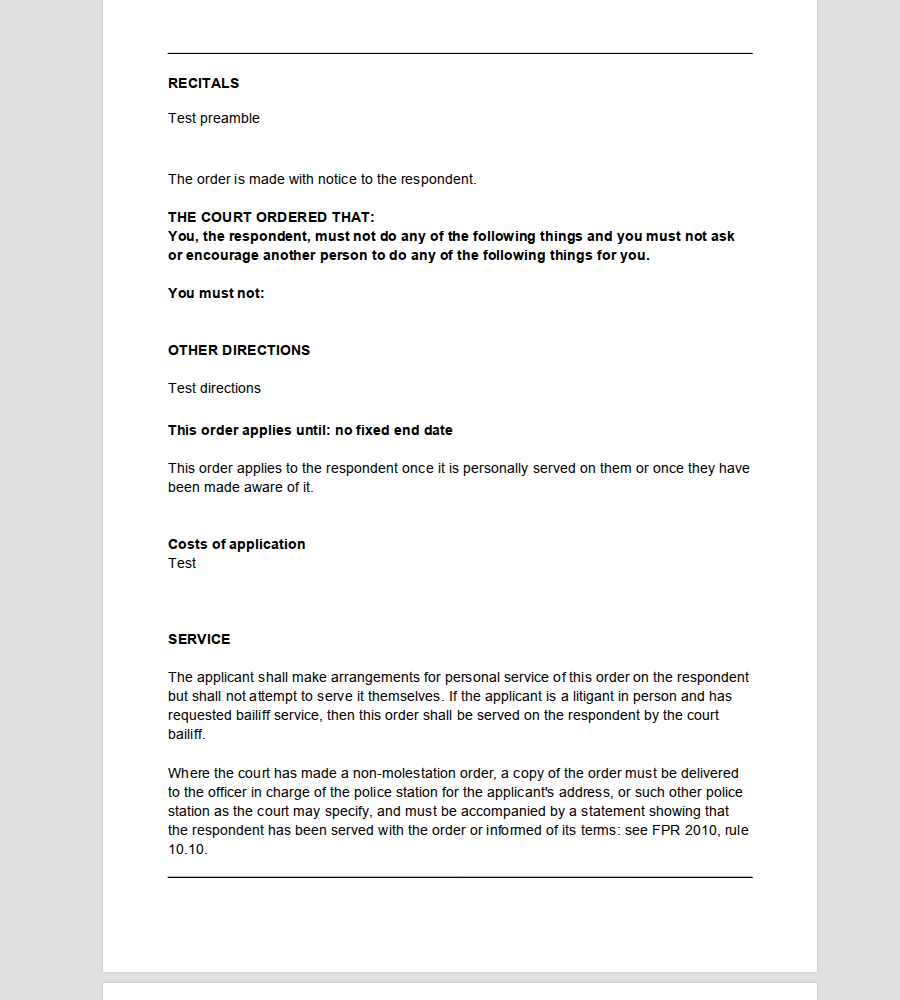 RECITALS
Test preamble
The order is made with notice to the respondent.
THE COURT ORDERED THAT:
You, the respondent, must not do any of the following things and you must not ask
or encourage another person to do any of the following things for you.
You must not:
OTHER DIRECTIONS
Test directions
This order applies until: no fixed end date
This order applies to the respondent once it is personally served on them or once they have
been made aware of it.
Costs of application
Test
SERVICE
The applicant shall make arrangements for personal service of this order on the respondent
but shall not attempt to serve it themselves. If the applicant is a litigant in person and has
requested bailiff service, then this order shall be served on the respondent by the court
bailiff.
Where the court has made a non-molestation order, a copy of the order must be delivered
to the officer in charge of the police station for the applicant's address, or such other police
station as the court may specify, and must be accompanied by a statement showing that
the respondent has been served with the order or informed of its terms: see FPR 2010, rule
10.10.